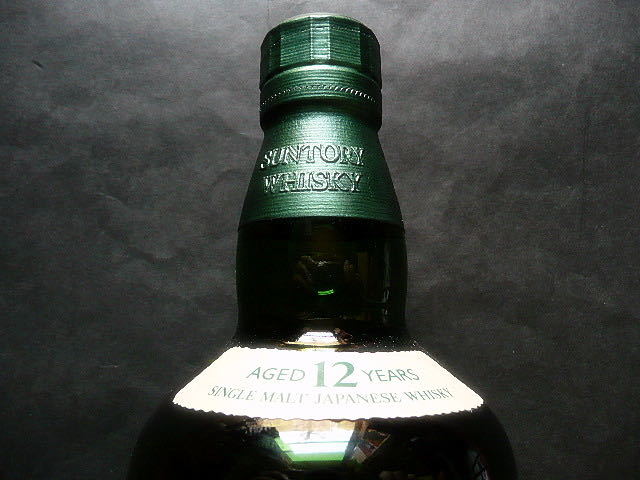 SUNTORY
WHISKY
AGED 12 YEARS
SINGLE MALT JAPANESE WHISKY